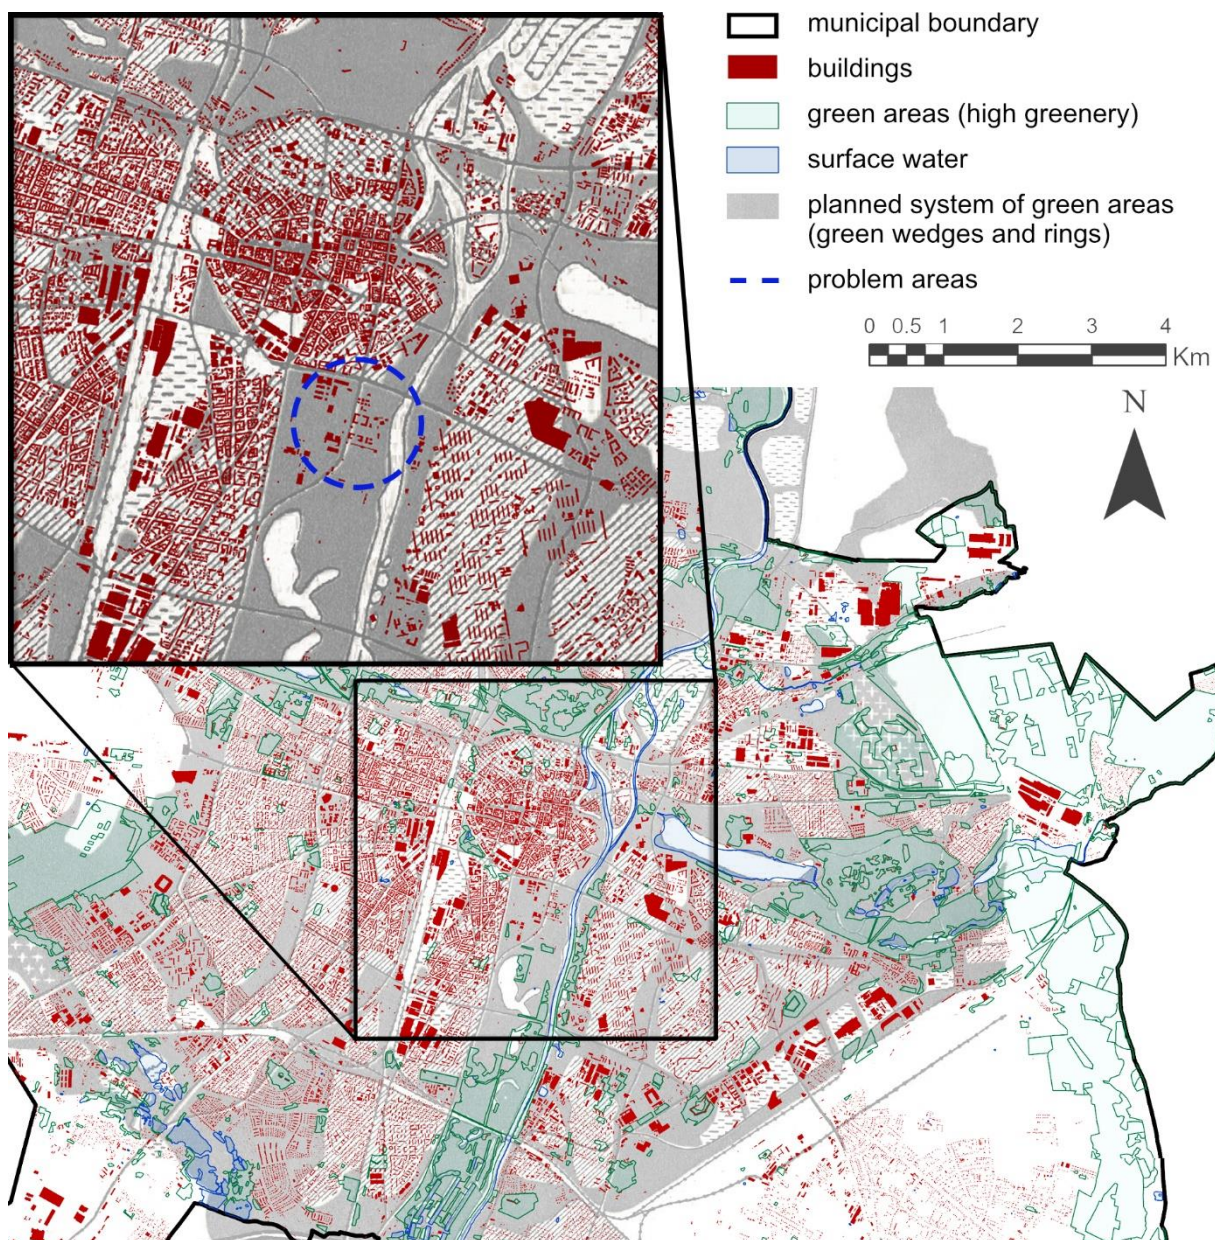 municipal boundary
buildings
green areas (high greenery)
surface water
planned system of green areas
(green wedges and rings)
problem areas
0 0.5 1 2 3 4
Km
N